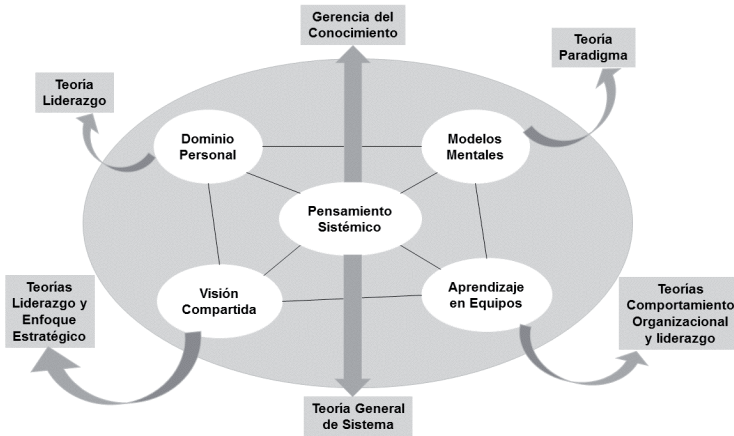 Gerencia del
Conocimiento
Teoría
Paradigma
Teoría
Liderazgo
Dominio
Personal
Modelos
Mentales
Pensamiento
Sistémico
Visión
Compartida
Aprendizaje
en Equipos
Teorías
Liderazgo y
Enfoque
Estratégico
Teorías
Comportamiento
Organizacional
y liderazgo
Teoría General
de Sistema